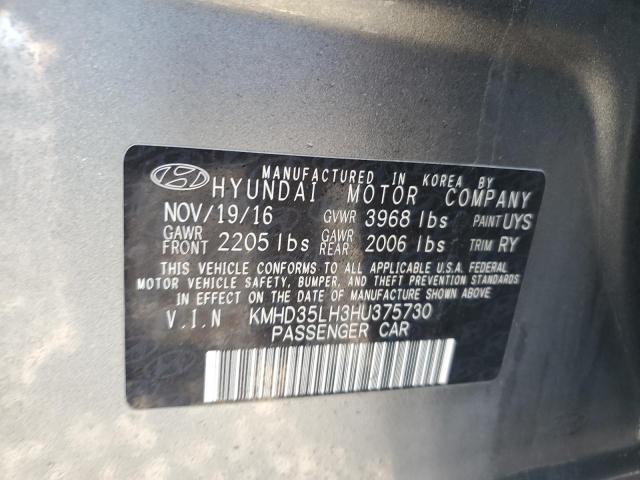 MANUFACTURED IN KOREA BY
HYUNDAI MOTOR COMPANY
NOV/19/16 GVWR 3968 lbs PAINT UYS
GAWR FRONT 2205 lbs GAWR REAR 2006 lbs TRIM RY
THIS VEHICLE CONFORMS TO ALL APPLICABLE U.S.A. FEDERAL
MOTOR VEHICLE SAFETY, BUMPER, AND THEFT PREVENTION STANDARDS
IN EFFECT ON THE DATE OF MANUFACTURE SHOWN ABOVE.
V.I.N KMHD35LH3HU375730
PASSENGER CAR